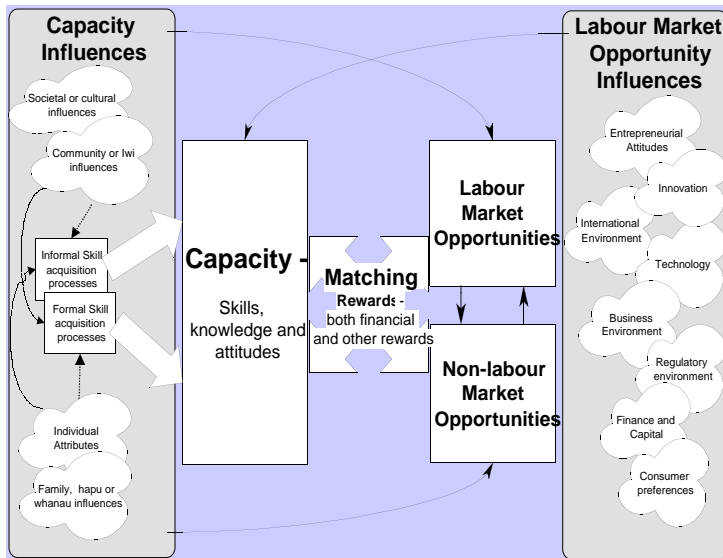 Capacity
Influences
Societal or cultural
influences
Community or Iwi
influences
Informal Skill
acquisition
processes
Formal Skill
acquisition
processes
Individual
Attributes
Family, hapu or
whanau influences
Capacity -
Skills,
knowledge and
attitudes
Matching
Rewards -
both financial
and other rewards
Labour
Market
Opportunities
Non-labour
Market
Opportunities
Labour Market
Opportunity
Influences
Entrepreneurial
Attitudes
Innovation
International
Environment
Technology
Business
Environment
Regulatory
environment
Finance and
Capital
Consumer
preferences